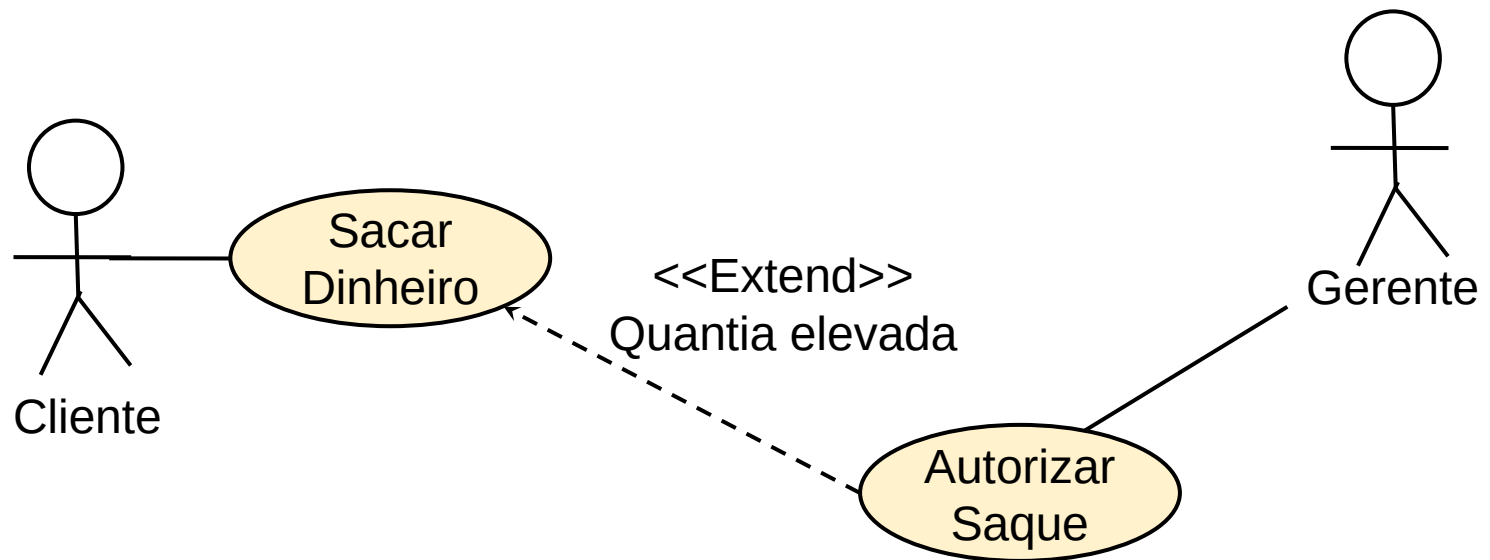 Sacar
Dinheiro
<<Extend>>
Quantia elevada
Gerente
Cliente
Autorizar
Saque